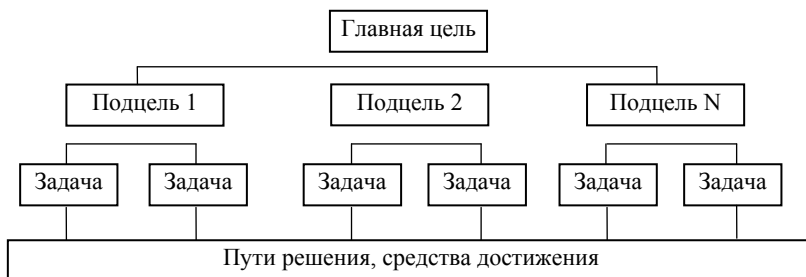 Главная цель
Подцель 1
Подцель 2
Подцель N
Задача
Задача
Задача
Задача
Задача
Задача
Пути решения, средства достижения